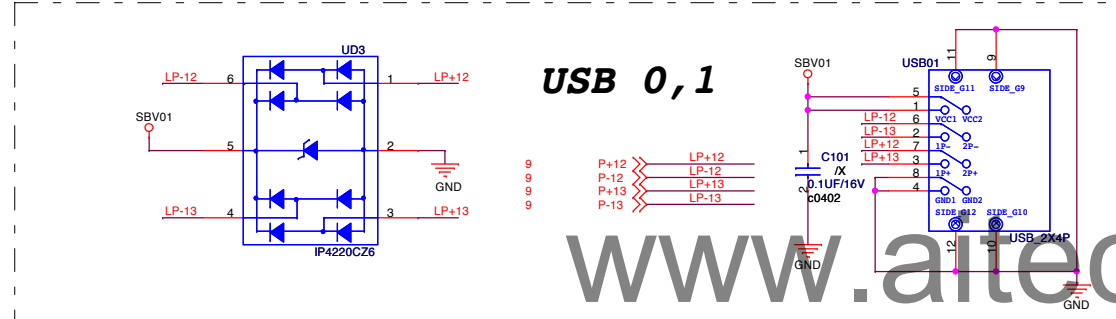 USB 0,1
UD3
LP-12 6
1 LP+12
SBV01
5
2
GND
LP-13 4
3 LP+13
IP4220CZ6
9 P+12 LP+12
9 P-12 LP-12
9 P+13 LP+13
9 P-13 LP-13
SBV01
1
C101
/X
0.1UF/16V
2
c0402
GND
USB01
11
9
SIDE_G11 SIDE_G9
5
1
VCC1 VCC2
LP-12 6
LP-13 2
1P- 2P-
LP+12 7
LP+13 3
1P+ 2P+
8
4
GND1 GND2
SIDE_G12 SIDE_G10
USB_2X4P
12
10
GND
www.aitec